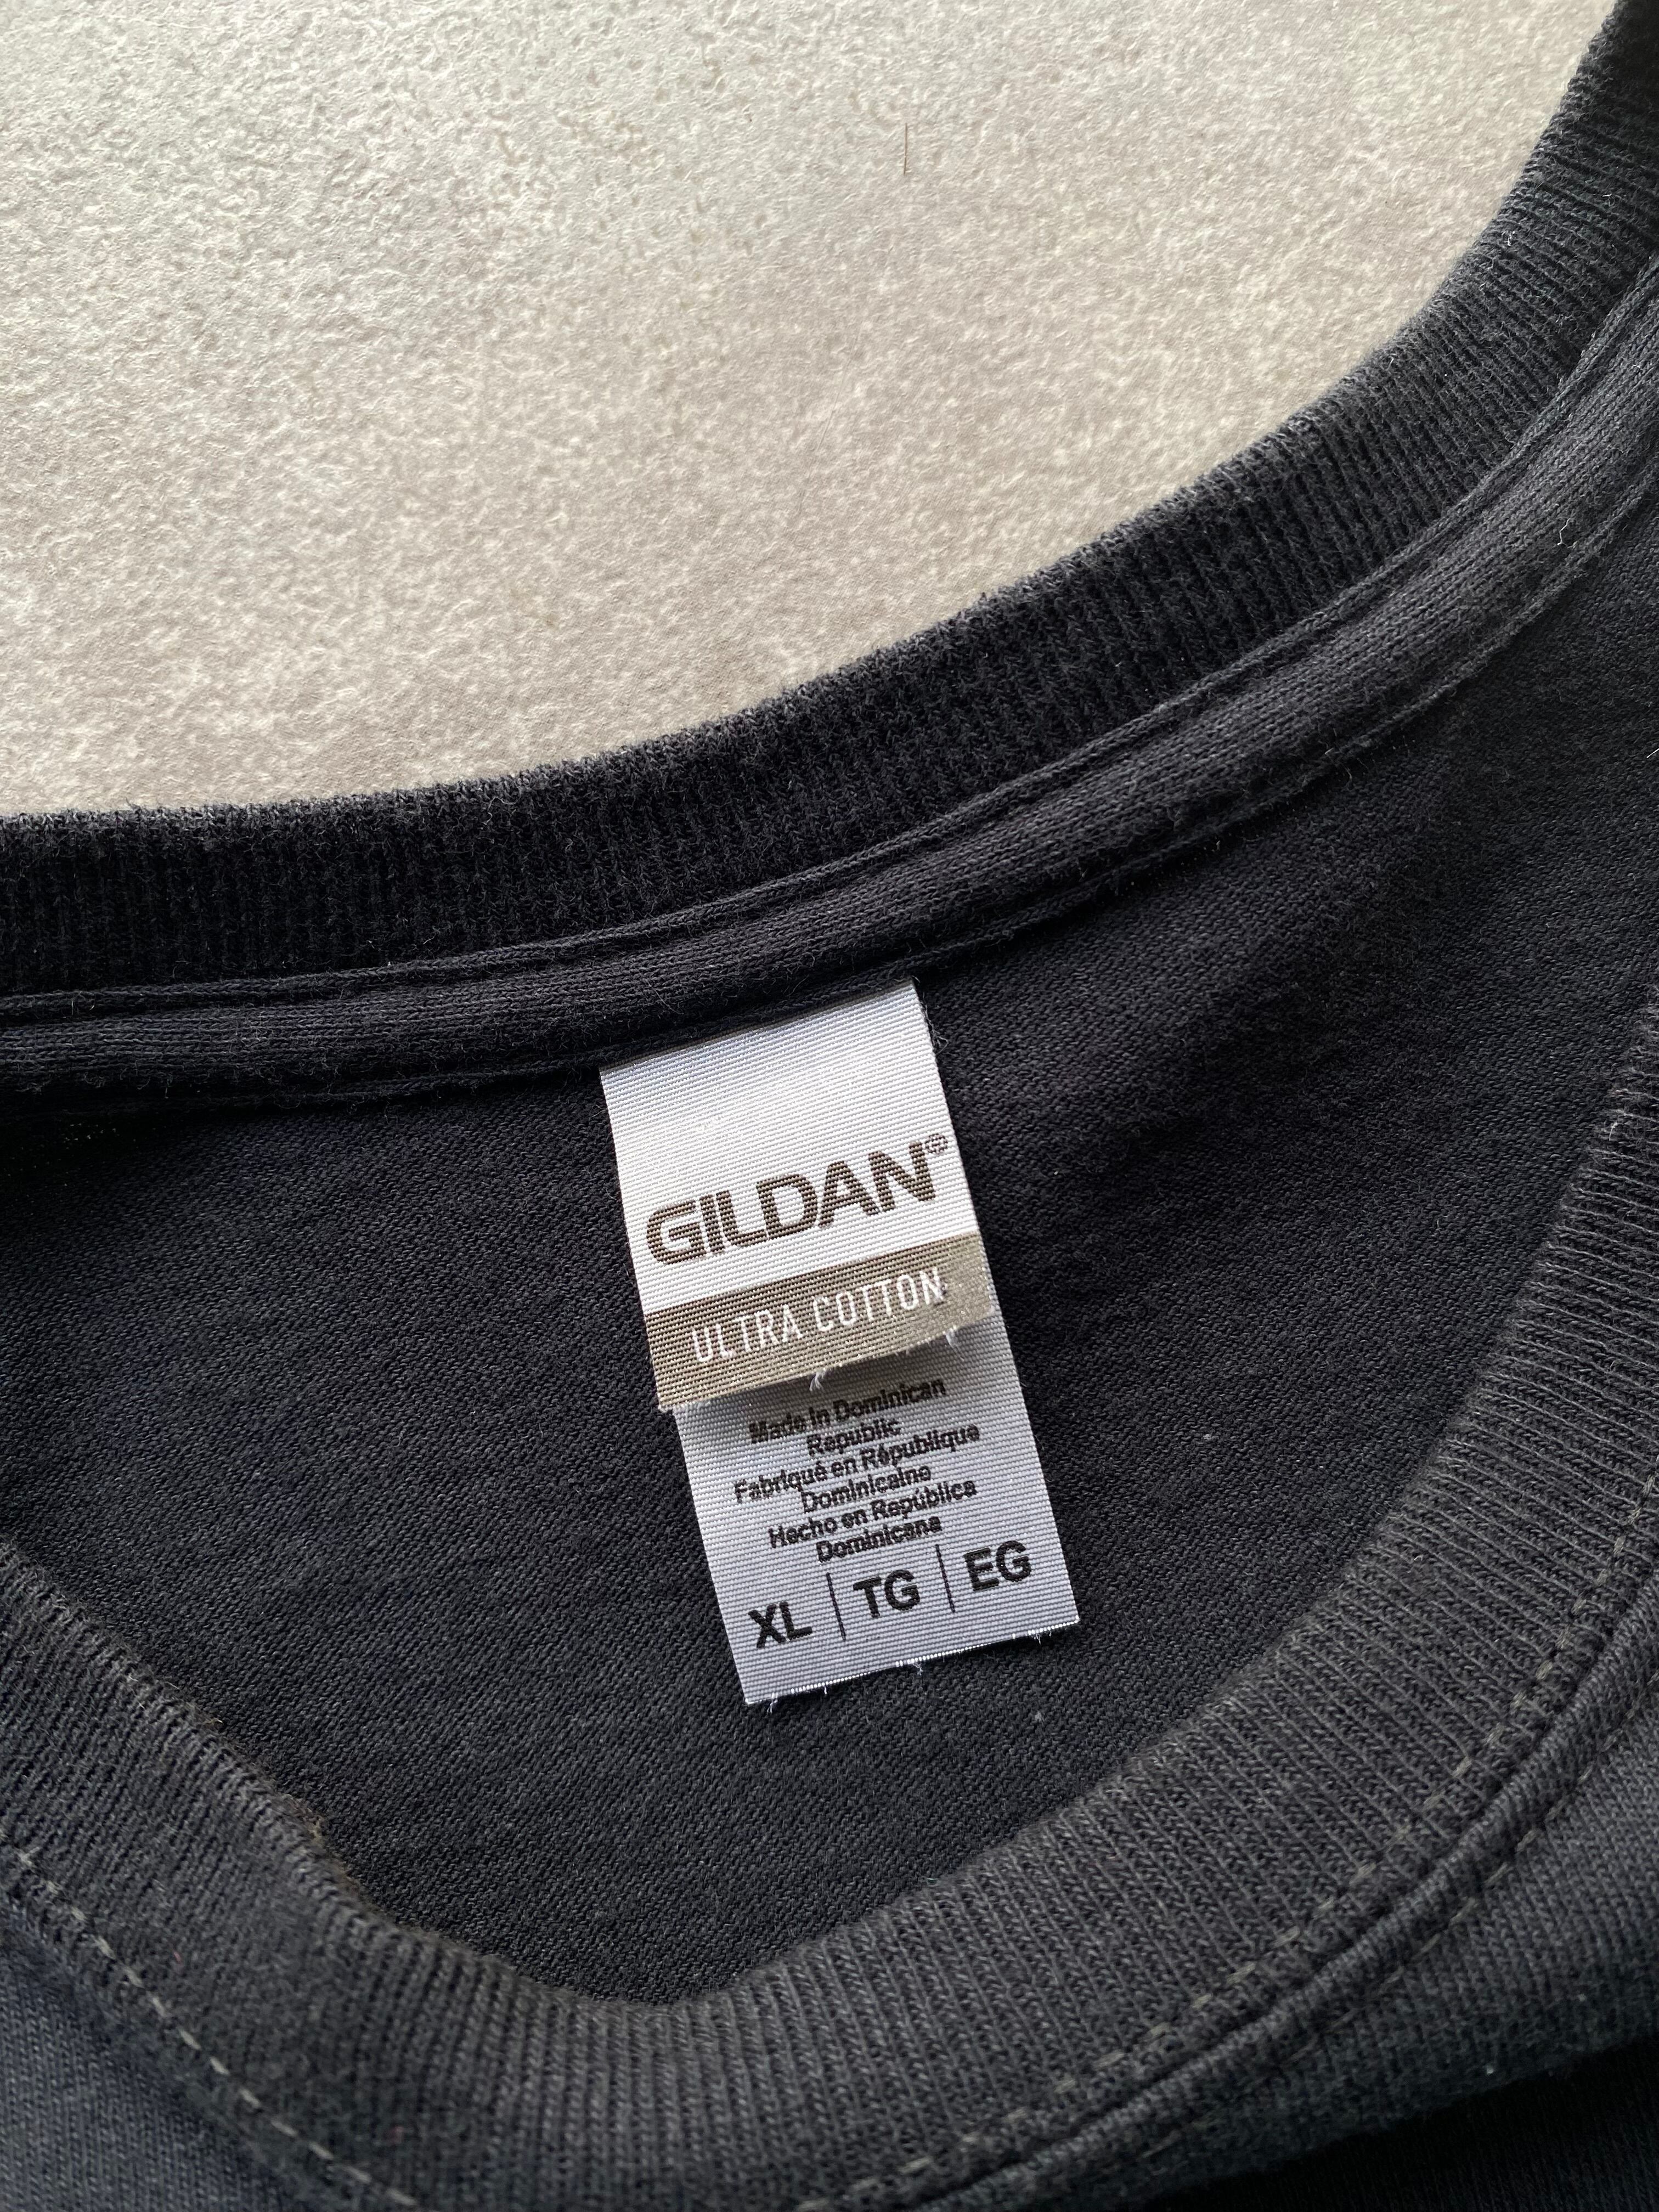 GILDAN®
ULTRA COTTON
Made in Dominican
Republic
Fabriqué en République
Dominicaine
Hecho en República
Dominicana
XL | TG | EG